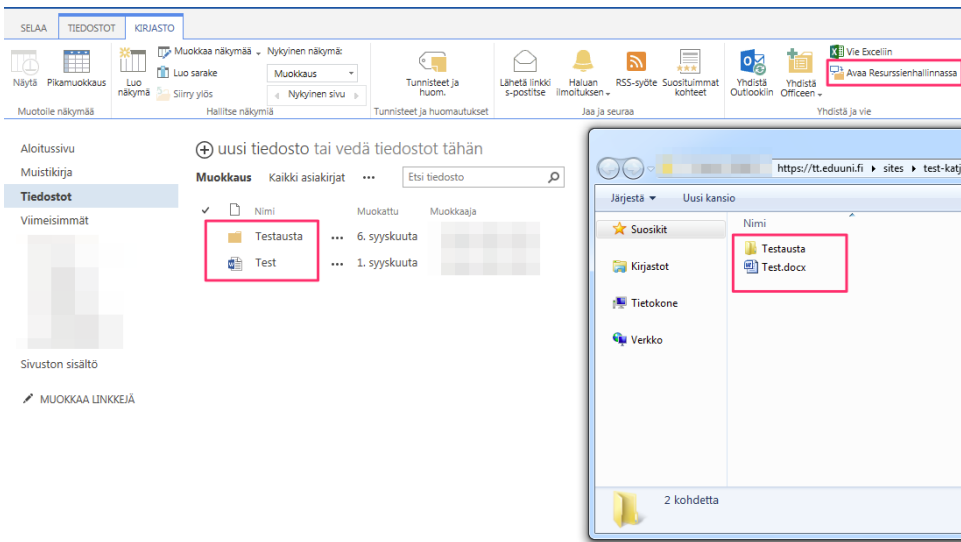 SELAA TIEDOSTOT KIRJASTO
Näytä Pikamuokkaus
Luo näkymä
Muokkaa näkymää
Luo sarake
Siirry ylös
Nykyinen näkymä:
Muokkaus
Nykyinen sivu
Tunnisteet ja huom.
Lähetä linkki s-postitse
Haluan ilmoituksen
RSS-syöte
Suosituimmat kohteet
Yhdistä Outlookiin
Yhdistä Officeen
Vie Exceliin
Avaa Resurssienhallinnassa
Muotoile näkymää
Hallitse näkymiä
Tunnisteet ja huomautukset
Jaa ja seuraa
Yhdistä ja vie
Aloitussivu
Muistikirja
Tiedostot
Viimeisimmät
Sivuston sisältö
MUOKKAA LINKKEJÄ
uusi tiedosto tai vedä tiedostot tähän
Muokkaus Kaikki asiakirjat ••• Etsi tiedosto
Nimi Muokattu Muokkaaja
Testausta ••• 6. syyskuuta
Test ••• 1. syyskuuta
https://tt.eduuni.fi ▸ sites ▸ test-katj
Järjestä Uusi kansio
Suosikit
Kirjastot
Tietokone
Verkko
Nimi
Testausta
Test.docx
2 kohdetta